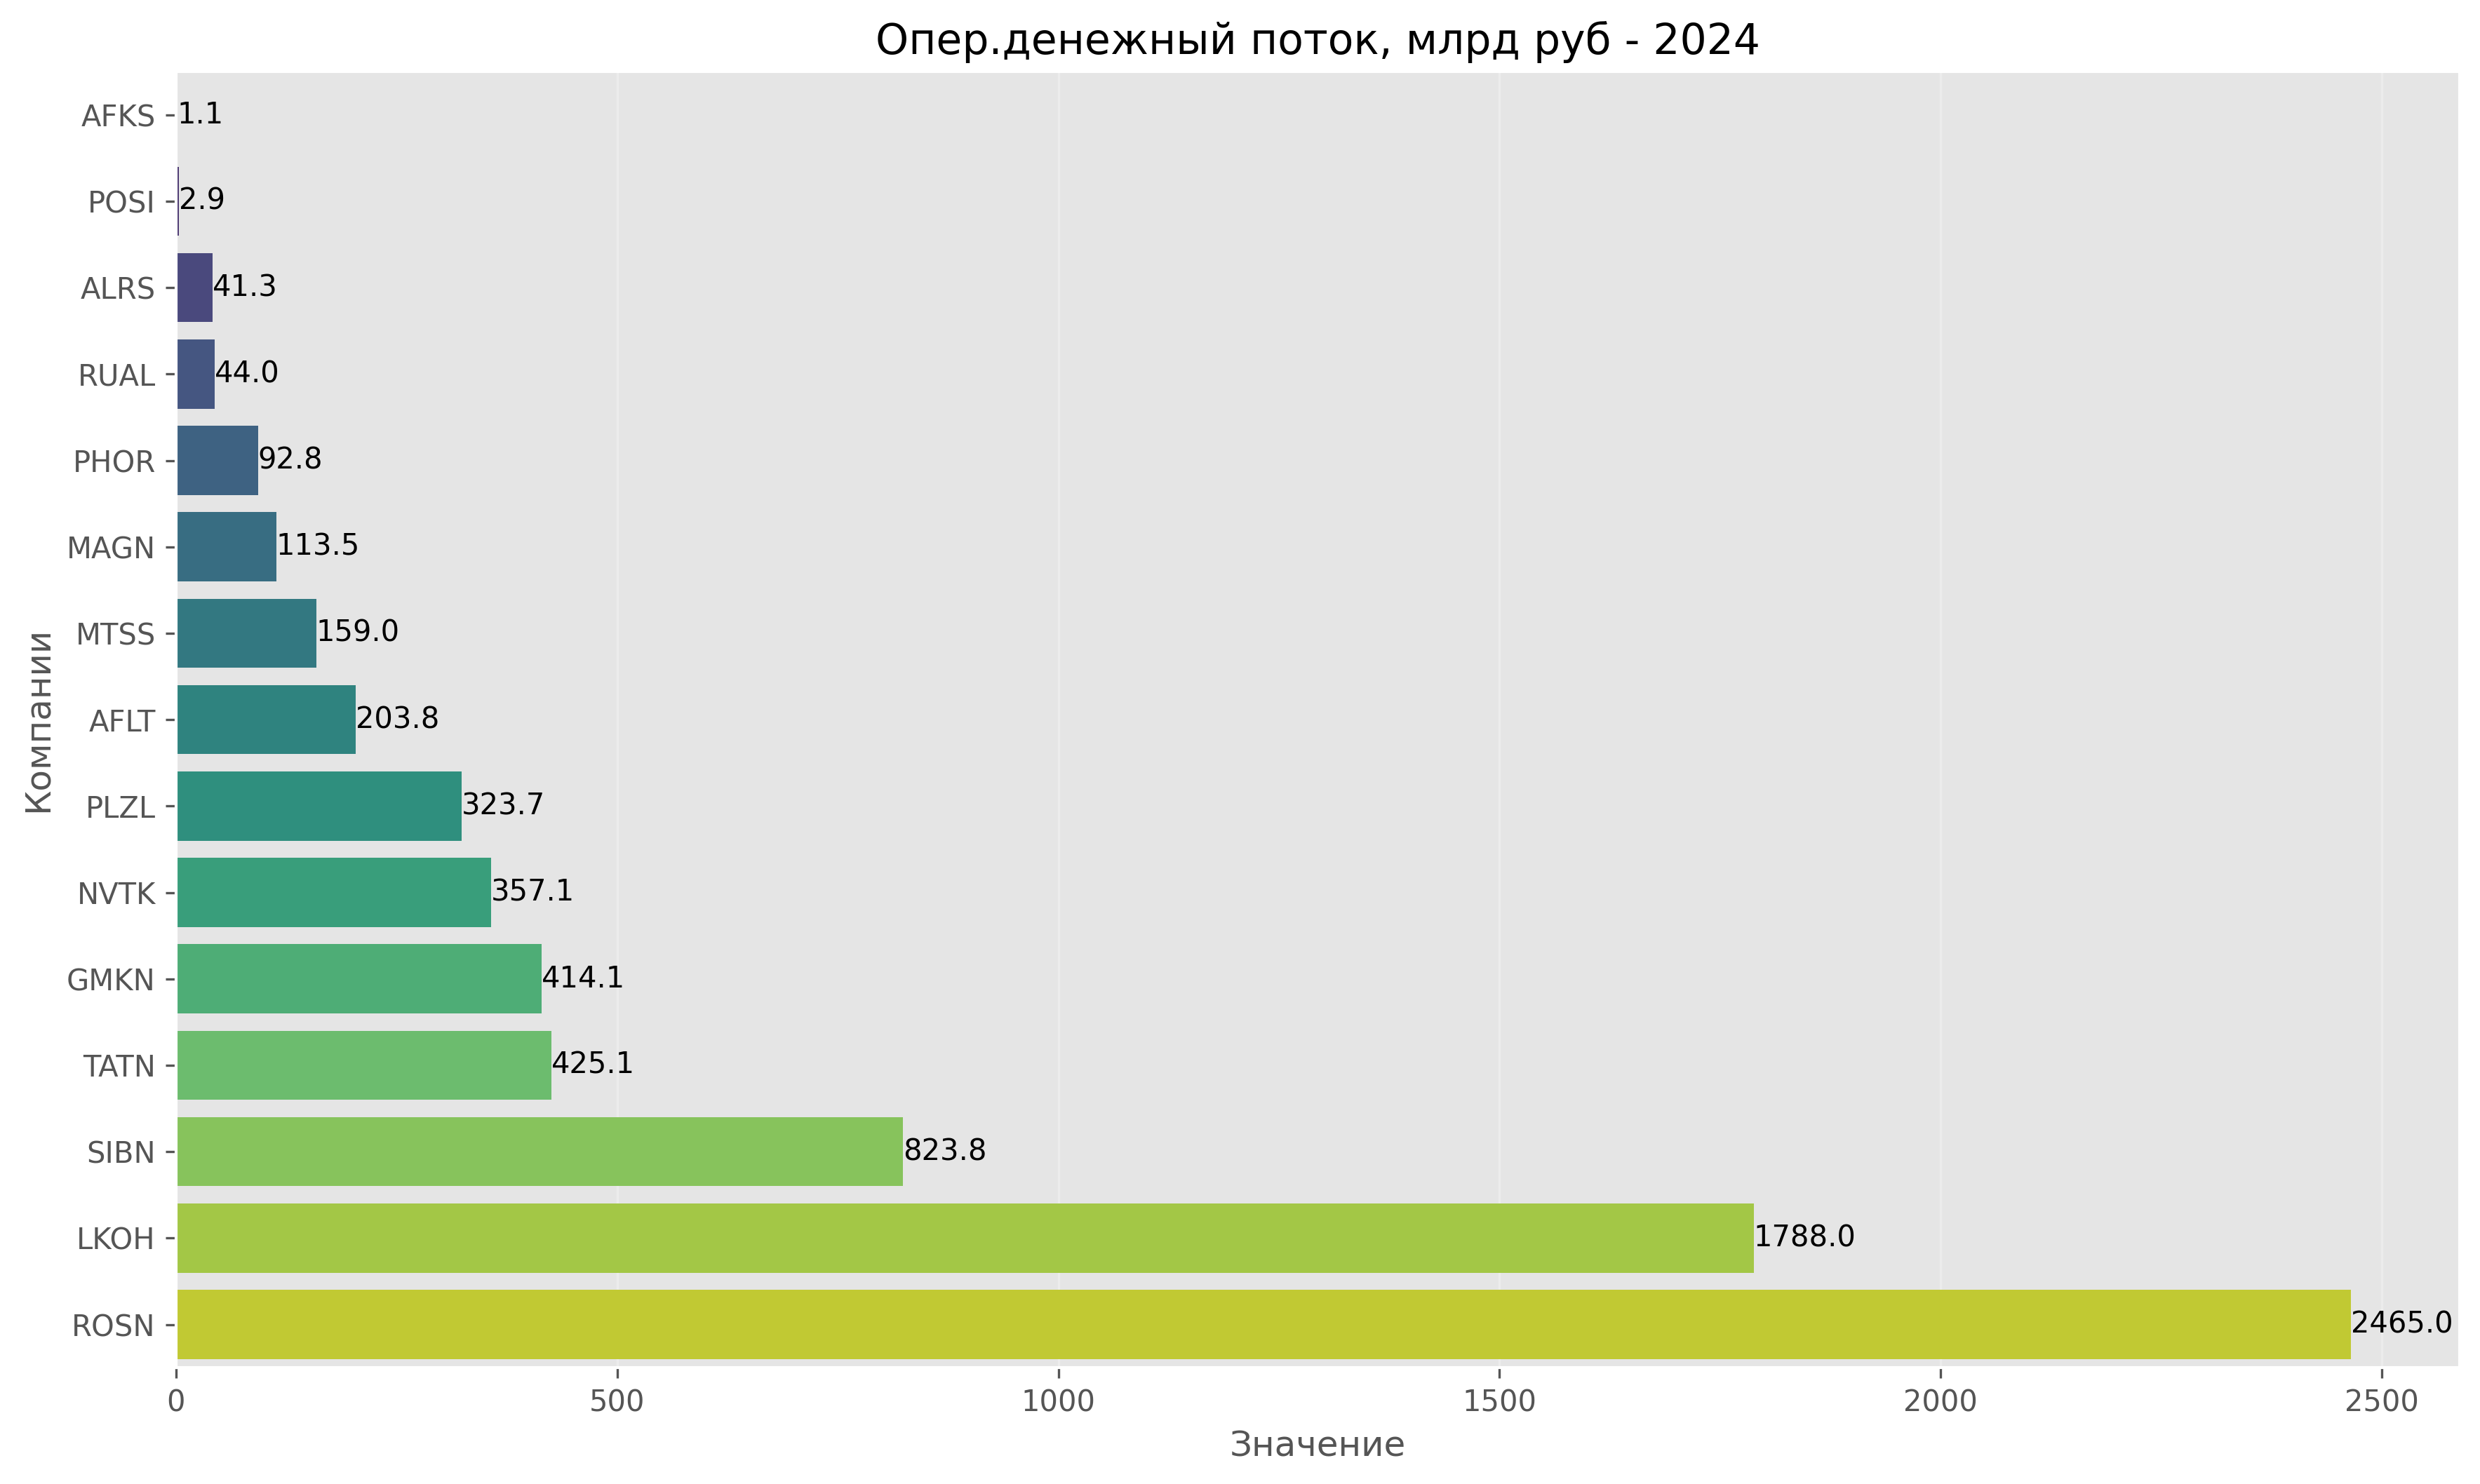 Опер.денежный поток, млрд руб - 2024
AFKS 1.1
POSI 2.9
ALRS 41.3
RUAL 44.0
PHOR 92.8
MAGN 113.5
MTSS 159.0
AFLT 203.8
PLZL 323.7
NVTK 357.1
GMKN 414.1
TATN 425.1
SIBN 823.8
LKOH 1788.0
ROSN 2465.0
Компании
0 500 1000 1500 2000 2500
Значение